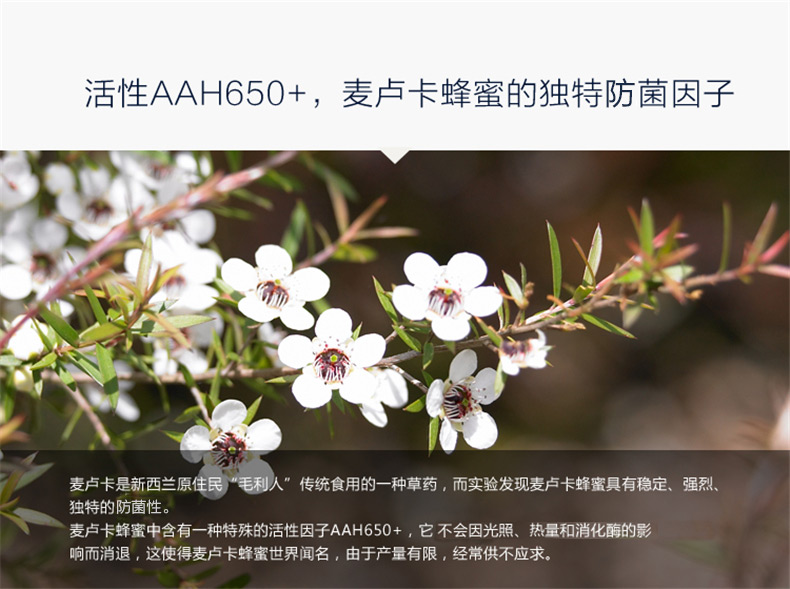 活性AAH650+，麦卢卡蜂蜜的独特防菌因子
麦卢卡是新西兰原住民“毛利人”传统食用的一种草药，而实验发现麦卢卡蜂蜜具有稳定、强烈、
独特的防菌性。
麦卢卡蜂蜜中含有一种特殊的活性因子AAH650+，它 不会因光照、热量和消化酶的影
响而消退，这使得麦卢卡蜂蜜世界闻名，由于产量有限，经常供不应求。